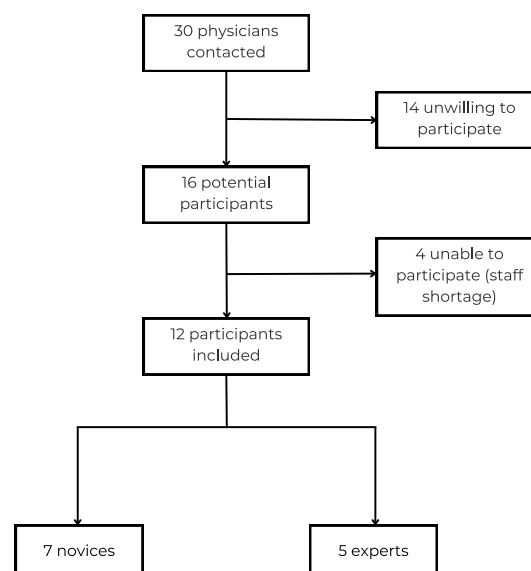 30 physicians
contacted
14 unwilling to
participate
16 potential
participants
4 unable to
participate (staff
shortage)
12 participants
included
7 novices
5 experts